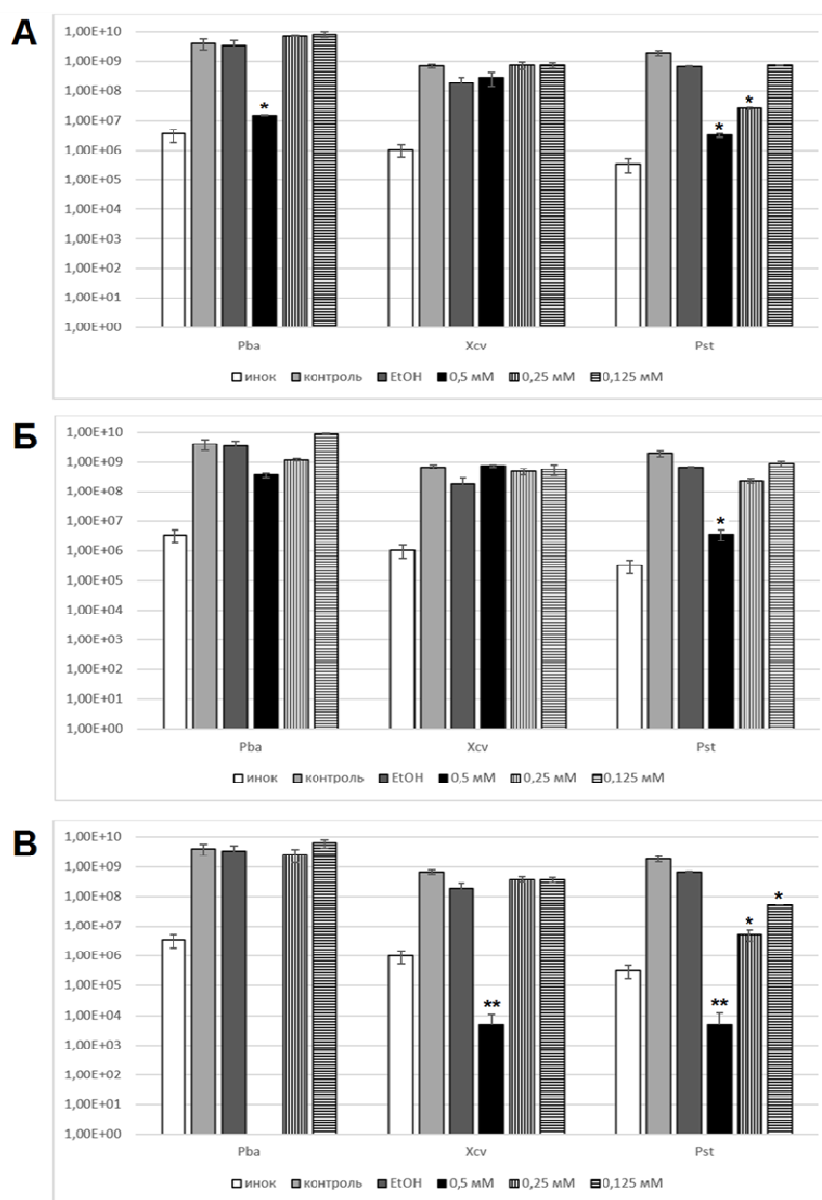 А
1,00E+10
1,00E+09
1,00E+08
1,00E+07
1,00E+06
1,00E+05
1,00E+04
1,00E+03
1,00E+02
1,00E+01
1,00E+00
*
* *
Pba Xcv Pst
инок контроль EtOH 0,5 мМ 0,25 мМ 0,125 мМ
Б
1,00E+10
1,00E+09
1,00E+08
1,00E+07
1,00E+06
1,00E+05
1,00E+04
1,00E+03
1,00E+02
1,00E+01
1,00E+00
*
Pba Xcv Pst
инок контроль EtOH 0,5 мМ 0,25 мМ 0,125 мМ
В
1,00E+10
1,00E+09
1,00E+08
1,00E+07
1,00E+06
1,00E+05
1,00E+04
1,00E+03
1,00E+02
1,00E+01
1,00E+00
** ** * *
Pba Xcv Pst
инок контроль EtOH 0,5 мМ 0,25 мМ 0,125 мМ